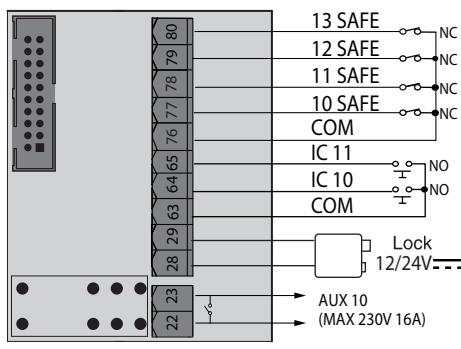 80 13 SAFE NC
79 12 SAFE NC
78 11 SAFE NC
77 10 SAFE NC
76 COM
65 IC 11 NO
64 IC 10 NO
63 COM
29 Lock
28 12/24V
23 AUX 10
22 (MAX 230V 16A)